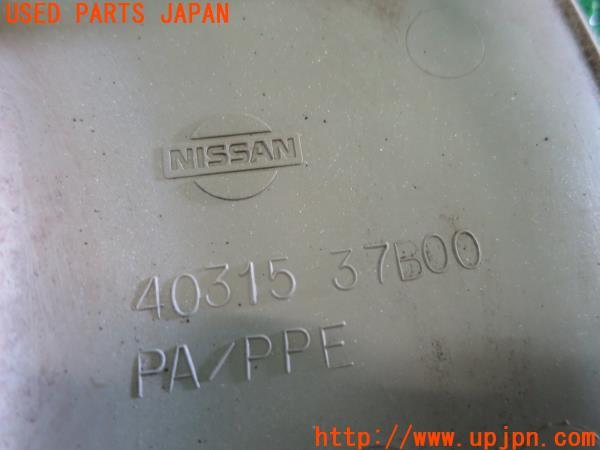 USED PARTS JAPAN
NISSAN
40315 37B00
PA/PPE
http://www.upjpn.com